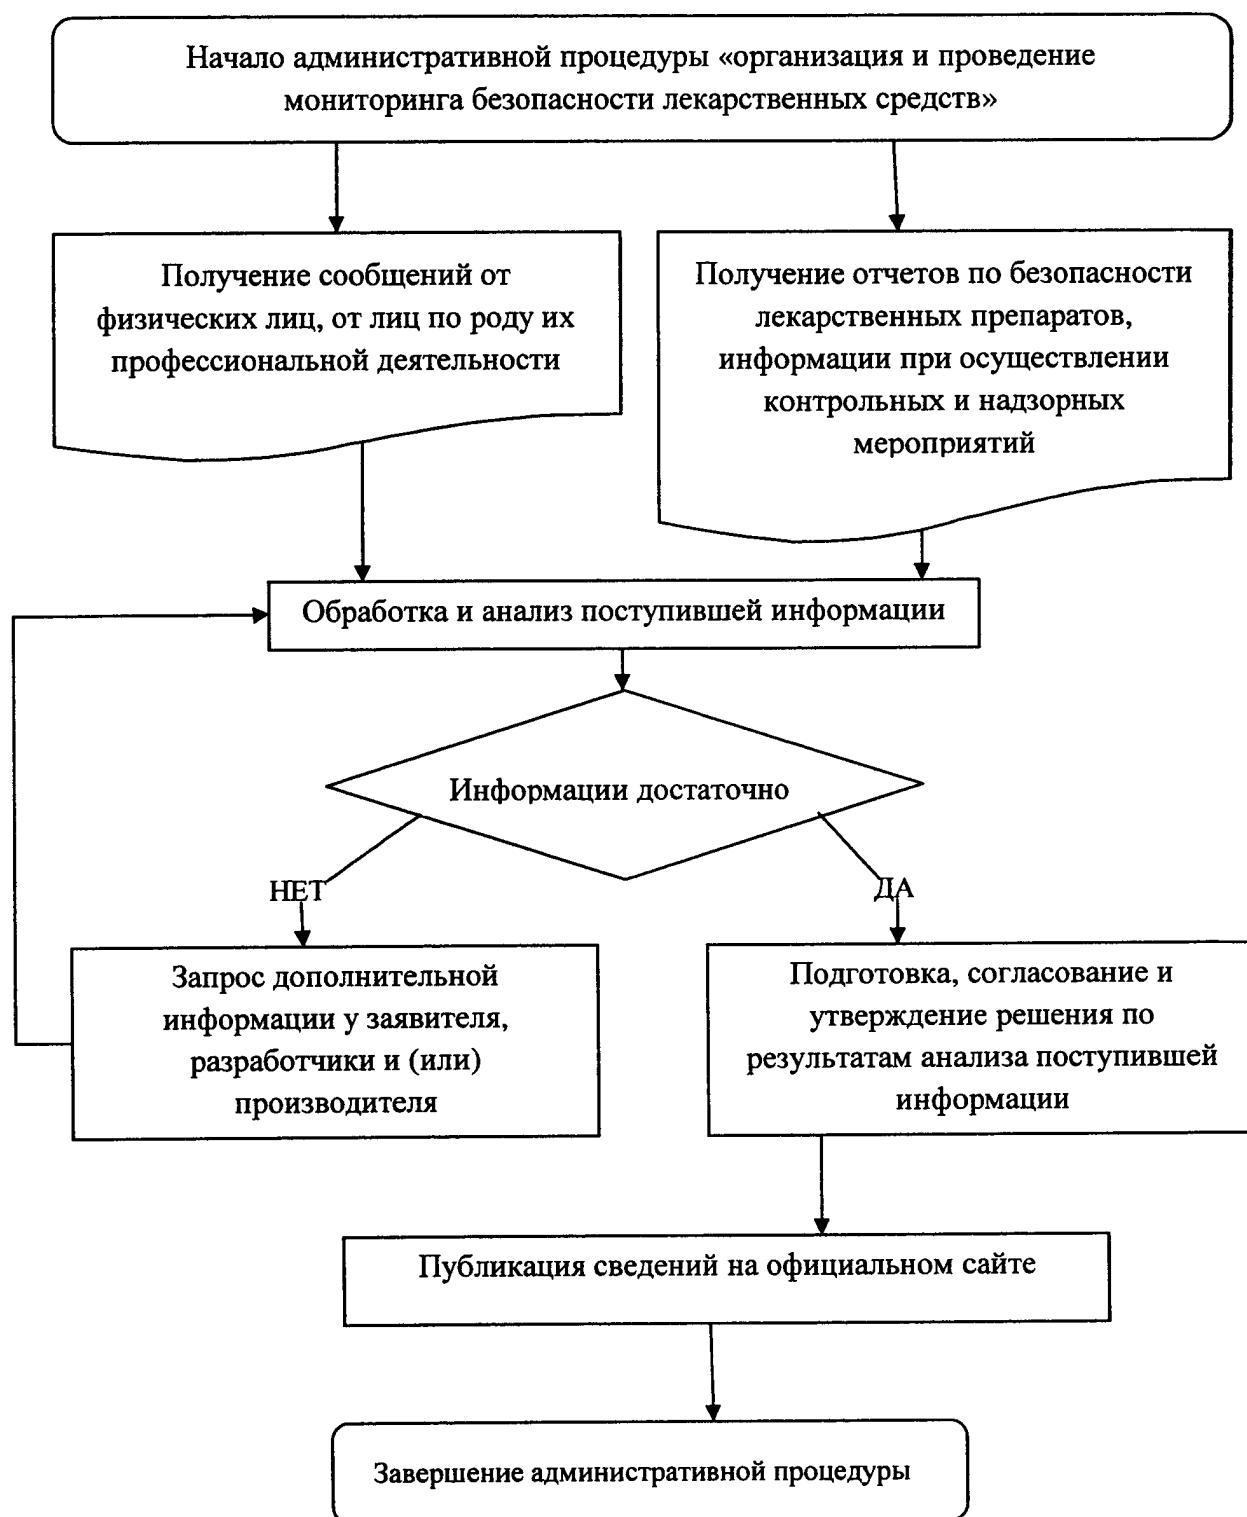 Начало административной процедуры «организация и проведение
мониторинга безопасности лекарственных средств»
Получение сообщений от
физических лиц, от лиц по роду их
профессиональной деятельности
Получение отчетов по безопасности
лекарственных препаратов,
информации при осуществлении
контрольных и надзорных
мероприятий
Обработка и анализ поступившей информации
Информации достаточно
НЕТ
ДА
Запрос дополнительной
информации у заявителя,
разработчики и (или)
производителя
Подготовка, согласование и
утверждение решения по
результатам анализа поступившей
информации
Публикация сведений на официальном сайте
Завершение административной процедуры